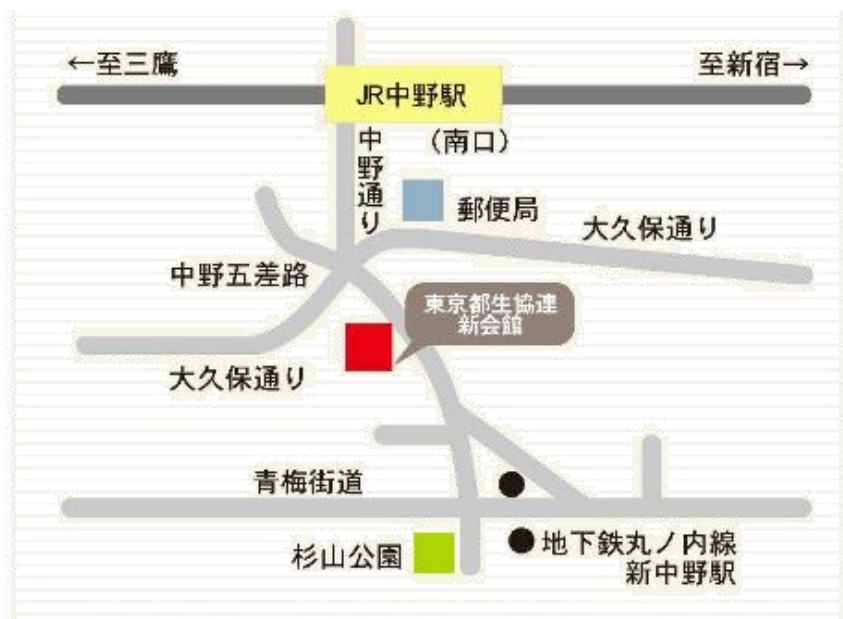 ←至三鷹
至新宿→
JR中野駅
(南口)
中野通り
郵便局
大久保通り
中野五差路
東京都生協連
新会館
大久保通り
青梅街道
杉山公園
地下鉄丸ノ内線
新中野駅